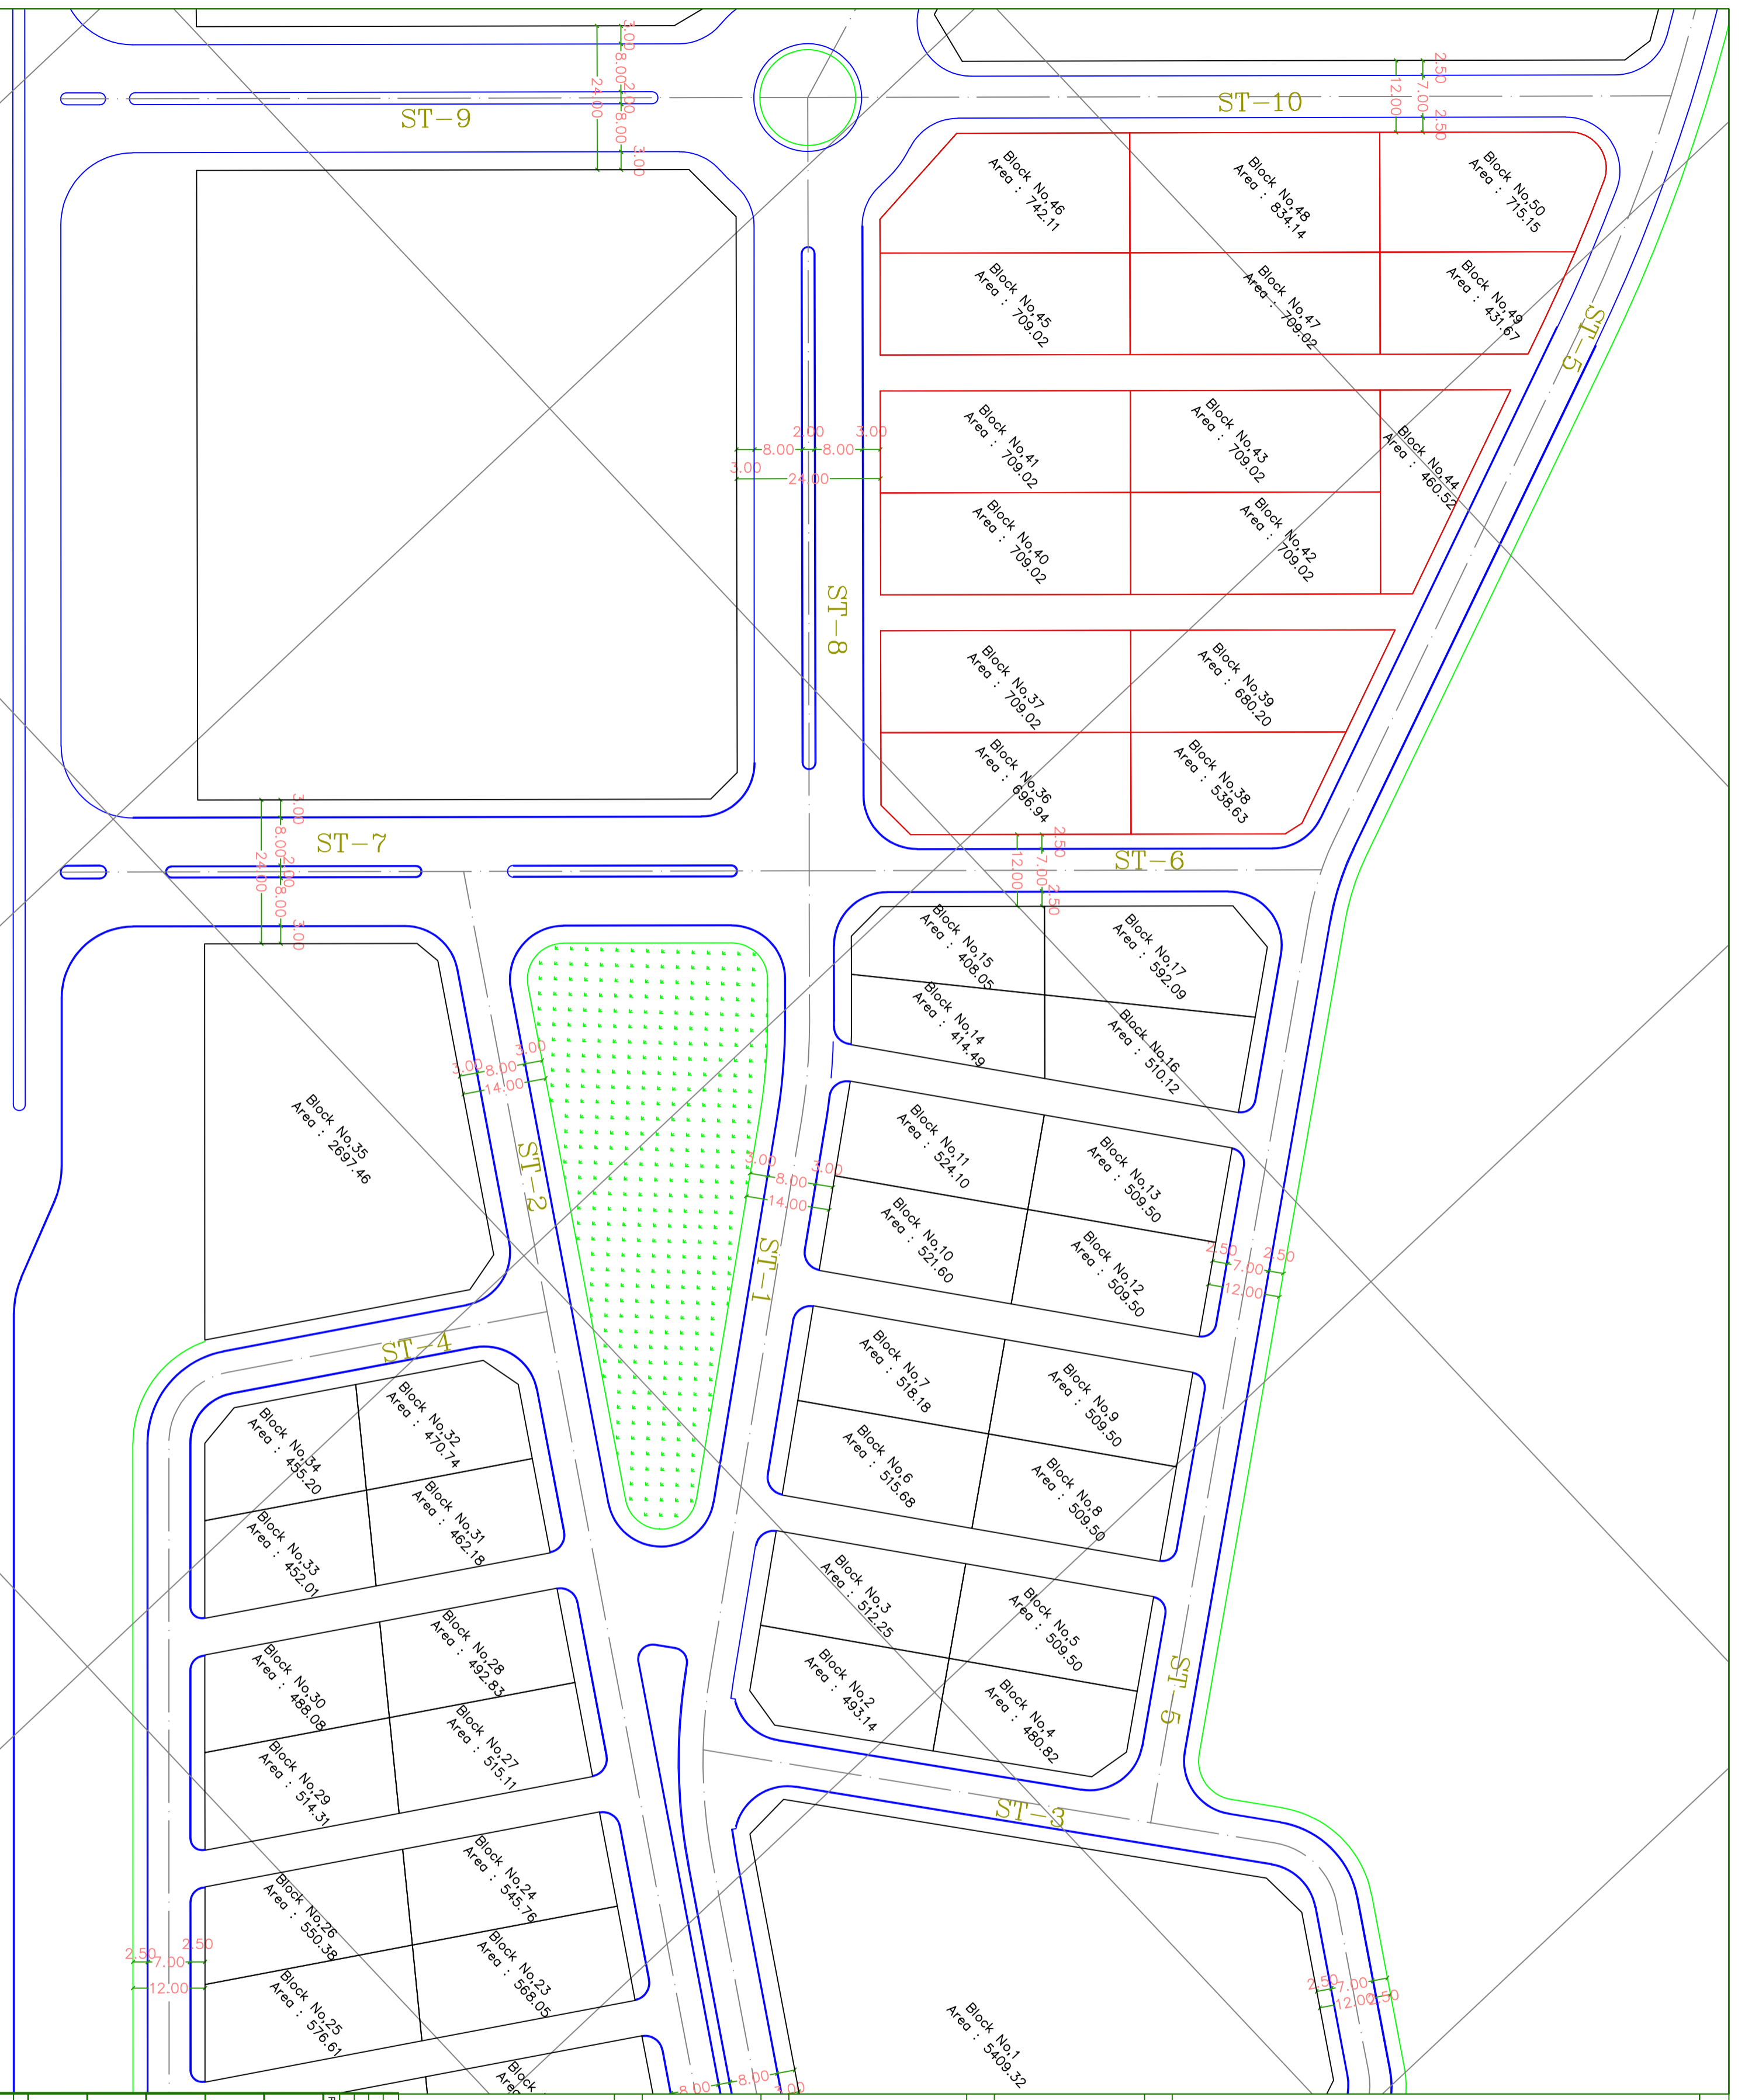 3.00
8.00
2.00
8.00
3.00
24.00
ST-9
2.50
7.00
2.50
12.00
ST-10
Block No,46
Area : 742.11
Block No,48
Area : 834.14
Block No,50
Area : 715.15
Block No,45
Area : 709.02
Block No,47
Area : 709.02
Block No,49
Area : 431.67
ST-5
Block No,41
Area : 709.02
Block No,43
Area : 709.02
Block No,44
Area : 460.52
3.00
8.00
2.00
8.00
3.00
24.00
Block No,40
Area : 709.02
Block No,42
Area : 709.02
ST-8
Block No,37
Area : 709.02
Block No,39
Area : 680.20
Block No,36
Area : 696.94
Block No,38
Area : 538.63
3.00
8.00
2.00
8.00
3.00
24.00
ST-7
2.50
7.00
2.50
12.00
ST-6
Block No,15
Area : 408.05
Block No,17
Area : 592.09
Block No,14
Area : 414.49
Block No,16
Area : 510.12
3.00
8.00
3.00
14.00
Block No,35
Area : 2697.46
ST-2
Block No,11
Area : 524.10
Block No,13
Area : 509.50
3.00
8.00
3.00
14.00
Block No,10
Area : 521.60
Block No,12
Area : 509.50
2.50
7.00
2.50
12.00
ST-1
ST-4
Block No,7
Area : 518.18
Block No,9
Area : 509.50
Block No,34
Area : 455.20
Block No,32
Area : 470.74
Block No,6
Area : 515.68
Block No,8
Area : 509.50
Block No,33
Area : 452.01
Block No,31
Area : 462.18
Block No,3
Area : 512.25
Block No,5
Area : 509.50
Block No,30
Area : 488.08
Block No,28
Area : 492.83
Block No,2
Area : 493.14
Block No,4
Area : 480.82
ST-5
Block No,29
Area : 514.31
Block No,27
Area : 515.11
ST-3
Block No,26
Area : 550.38
Block No,24
Area : 545.76
2.50
7.00
2.50
12.00
Block No,25
Area : 576.61
Block No,23
Area : 568.05
2.50
7.00
2.50
12.00
Block No,1
Area : 5409.32
Block
8.00
8.00
3.00